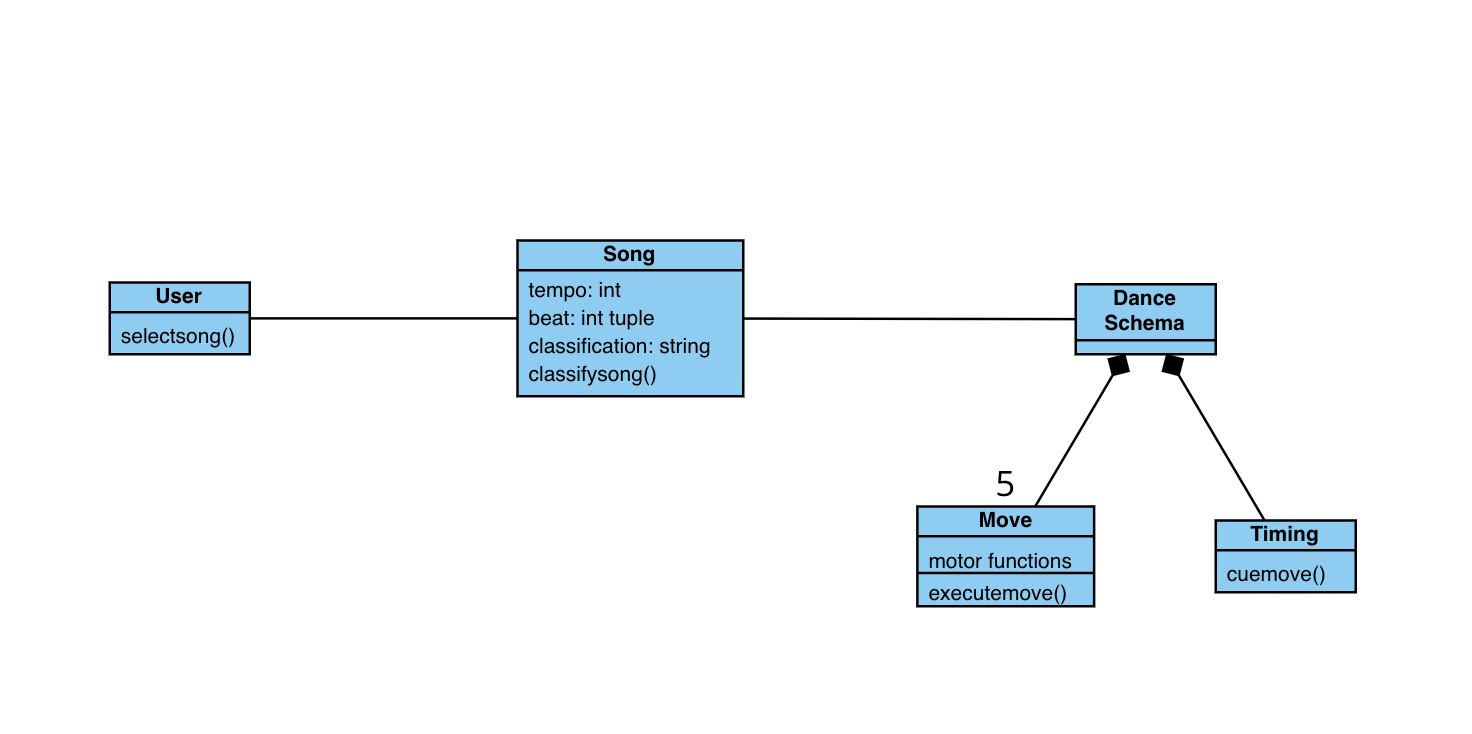 User
selectsong()
Song
tempo: int
beat: int tuple
classification: string
classifysong()
Dance
Schema
5
Move
motor functions
executemove()
Timing
cuemove()